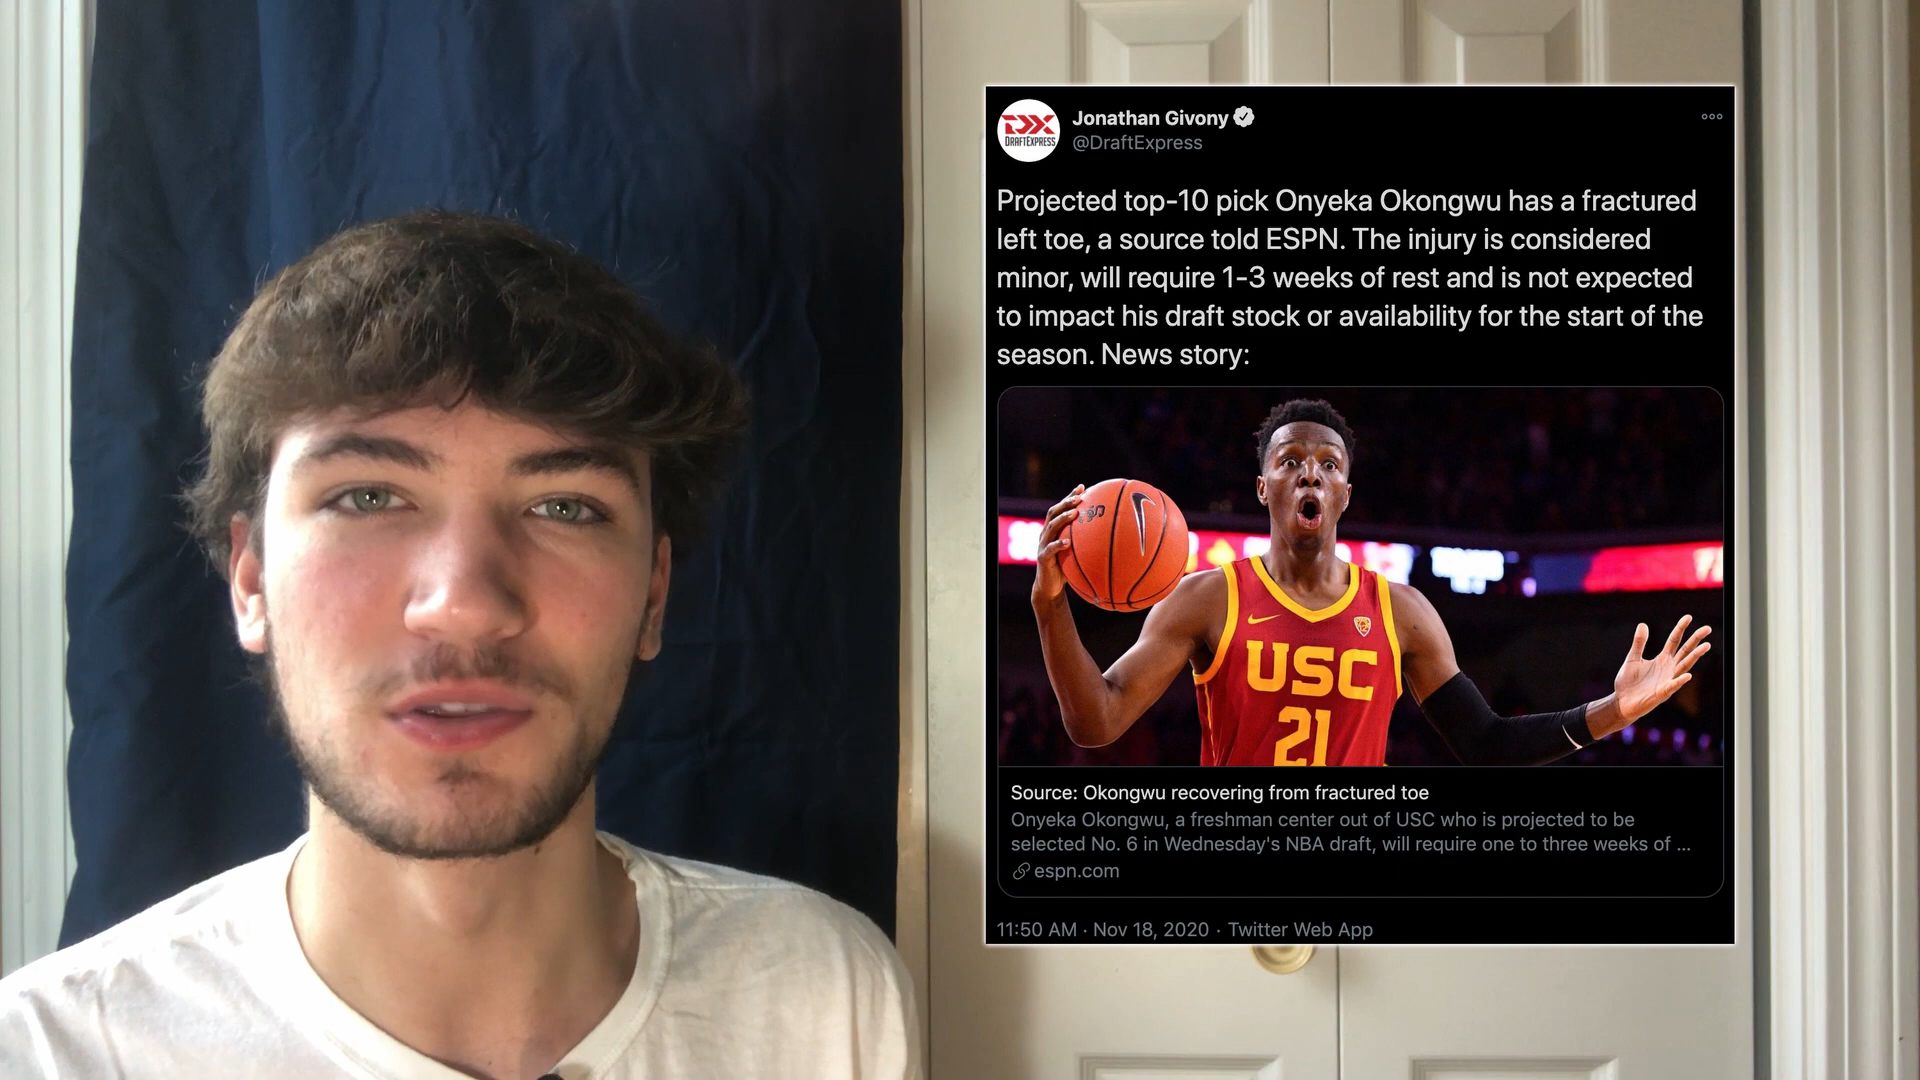 DRAFTEXPRESS
Jonathan Givony
@DraftExpress
Projected top-10 pick Onyeka Okongwu has a fractured
left toe, a source told ESPN. The injury is considered
minor, will require 1-3 weeks of rest and is not expected
to impact his draft stock or availability for the start of the
season. News story:
USC
21
Source: Okongwu recovering from fractured toe
Onyeka Okongwu, a freshman center out of USC who is projected to be
selected No. 6 in Wednesday's NBA draft, will require one to three weeks of ...
espn.com
11:50 AM · Nov 18, 2020 · Twitter Web App